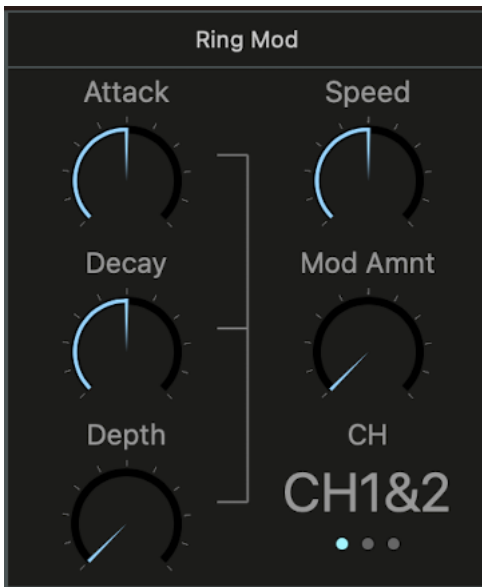 Ring Mod
Attack
Speed
Decay
Mod Amnt
Depth
CH
CH1&2